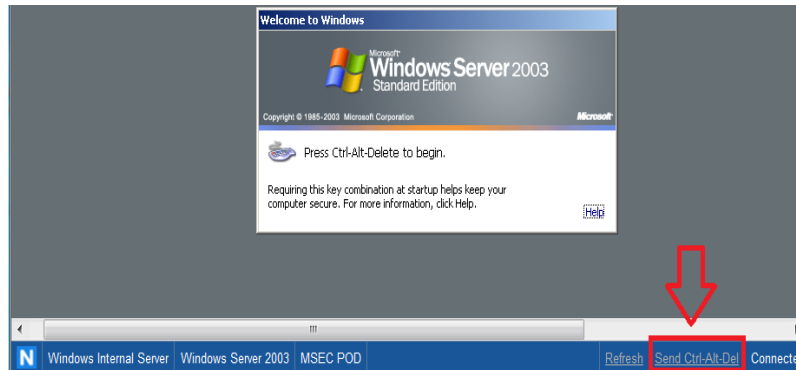 Welcome to Windows
Microsoft
Windows Server 2003
Standard Edition
Copyright © 1985-2003 Microsoft Corporation Microsoft
Press Ctrl-Alt-Delete to begin.
Requiring this key combination at startup helps keep your
computer secure. For more information, click Help.
Help
N Windows Internal Server Windows Server 2003 MSEC POD Refresh Send Ctrl-Alt-Del Connecte